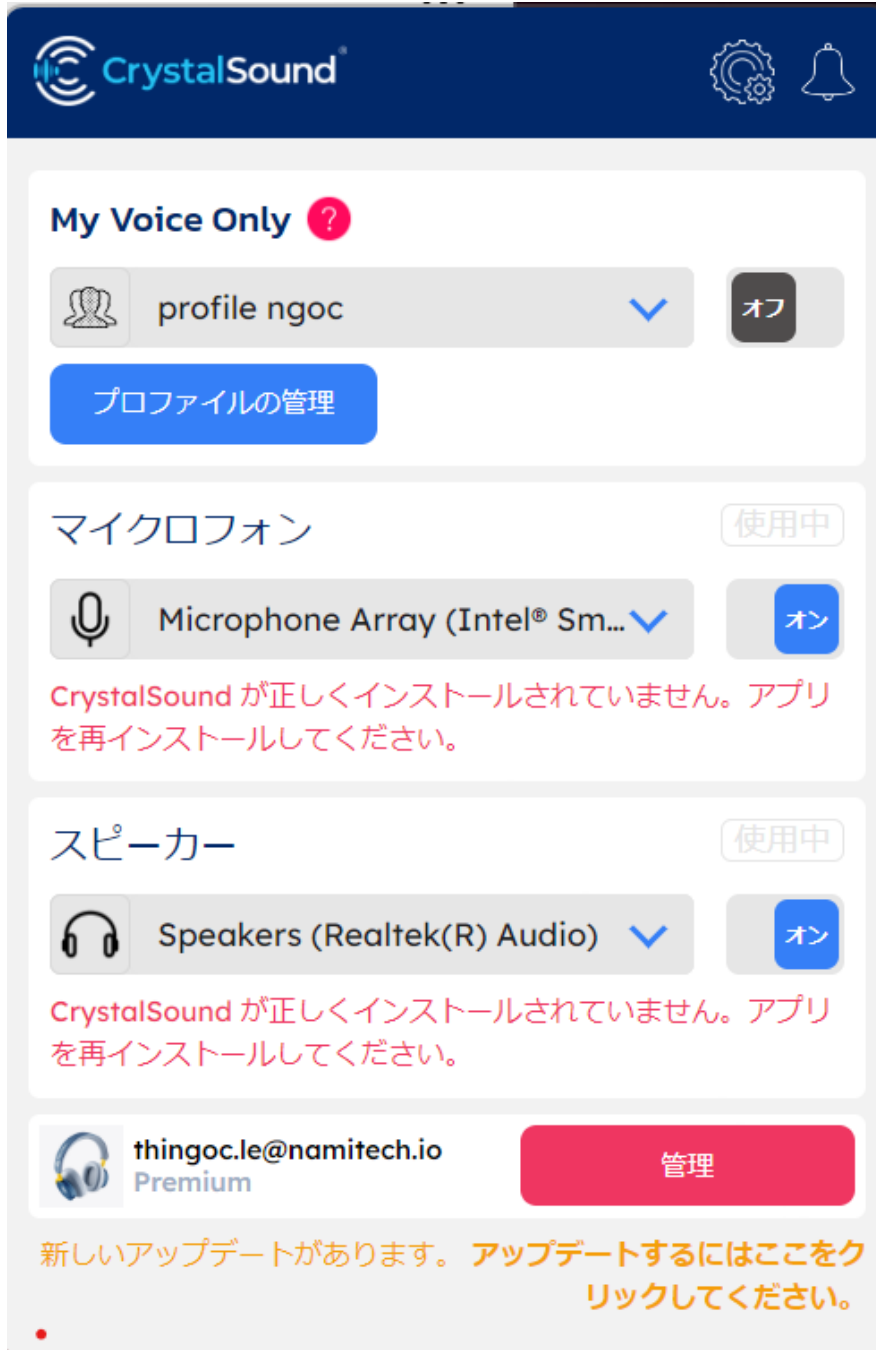 CrystalSound
My Voice Only ?
profile ngoc
オフ
プロファイルの管理
マイクロフォン
使用中
Microphone Array (Intel® Sm...
オン
CrystalSound が正しくインストールされていません。アプリ
を再インストールしてください。
スピーカー
使用中
Speakers (Realtek(R) Audio)
オン
CrystalSound が正しくインストールされていません。アプリ
を再インストールしてください。
thingoc.le@namitech.io
Premium
管理
新しいアップデートがあります。 アップデートするにはここをク
リックしてください。